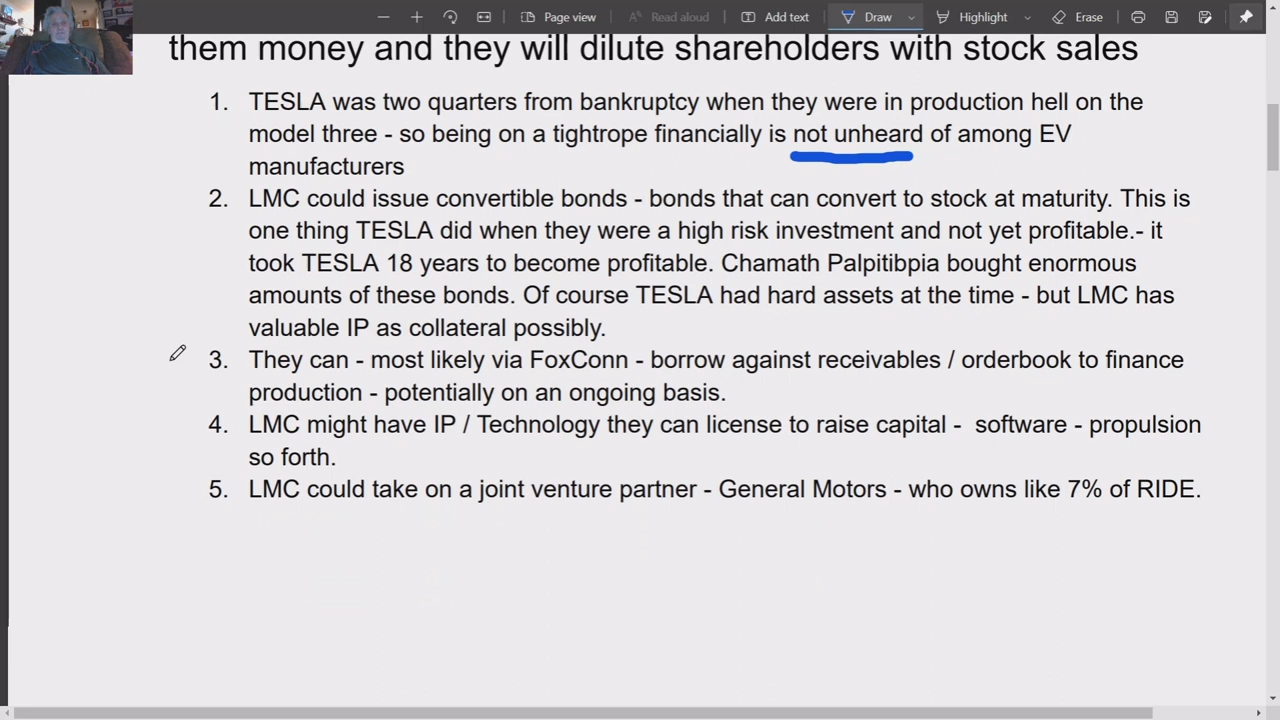 Page view
Read aloud
Add text
Draw
Highlight
Erase
them money and they will dilute shareholders with stock sales
1. TESLA was two quarters from bankruptcy when they were in production hell on the
model three - so being on a tightrope financially is not unheard of among EV
manufacturers
2. LMC could issue convertible bonds - bonds that can convert to stock at maturity. This is
one thing TESLA did when they were a high risk investment and not yet profitable.- it
took TESLA 18 years to become profitable. Chamath Palpitibpia bought enormous
amounts of these bonds. Of course TESLA had hard assets at the time - but LMC has
valuable IP as collateral possibly.
3. They can - most likely via FoxConn - borrow against receivables / orderbook to finance
production - potentially on an ongoing basis.
4. LMC might have IP / Technology they can license to raise capital -  software - propulsion
so forth.
5. LMC could take on a joint venture partner - General Motors - who owns like 7% of RIDE.